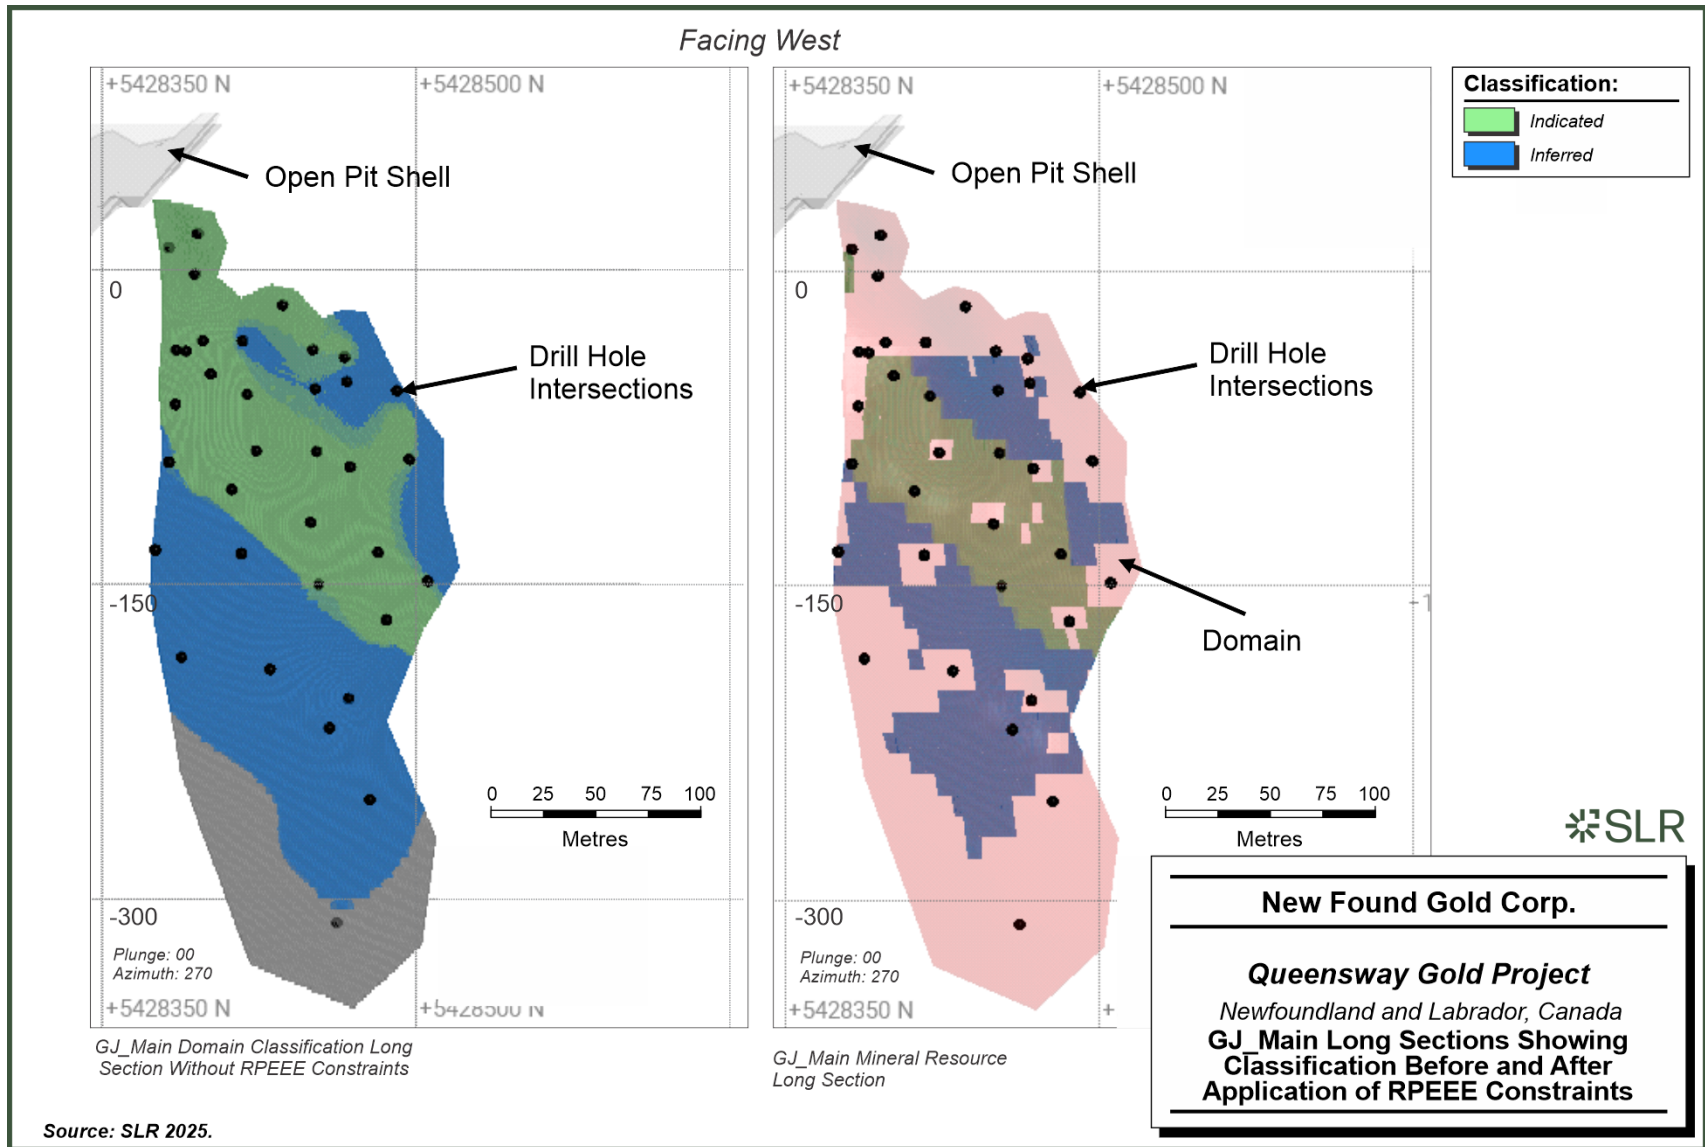 Facing West
+5428350 N
+5428500 N
Open Pit Shell
0
Drill Hole
Intersections
-150
0 25 50 75 100
Metres
-300
Plunge: 00
Azimuth: 270
+5428350 N
+5428500 N
GJ_Main Domain Classification Long
Section Without RPEEE Constraints
+5428350 N
+5428500 N
Open Pit Shell
0
Drill Hole
Intersections
-150
Domain
0 25 50 75 100
Metres
-300
Plunge: 00
Azimuth: 270
+5428350 N
+
GJ_Main Mineral Resource
Long Section
Classification:
Indicated
Inferred
SLR
New Found Gold Corp.
Queensway Gold Project
Newfoundland and Labrador, Canada
GJ_Main Long Sections Showing
Classification Before and After
Application of RPEEE Constraints
Source: SLR 2025.